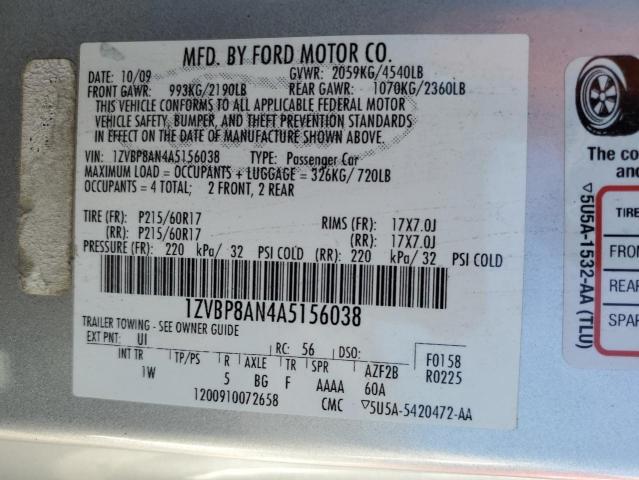 MFD. BY FORD MOTOR CO.
DATE: 10/09 GVWR: 2059KG/4540LB
FRONT GAWR: 993KG/2190LB REAR GAWR: 1070KG/2360LB
THIS VEHICLE CONFORMS TO ALL APPLICABLE FEDERAL MOTOR
VEHICLE SAFETY, BUMPER, AND THEFT PREVENTION STANDARDS
IN EFFECT ON THE DATE OF MANUFACTURE SHOWN ABOVE.
VIN: 1ZVBP8AN4A5156038 TYPE: Passenger Car
MAXIMUM LOAD = OCCUPANTS + LUGGAGE = 326KG/ 720LB
OCCUPANTS = 4 TOTAL; 2 FRONT, 2 REAR
TIRE (FR): P215/60R17 RIMS (FR): 17X7.0J
(RR): P215/60R17 (RR): 17X7.0J
PRESSURE (FR): 220 kPa/ 32 PSI COLD (RR): 220 kPa/ 32 PSI COLD
1ZVBP8AN4A5156038
TRAILER TOWING - SEE OWNER GUIDE
EXT PNT: UI RC: 56 DSO: F0158
INT TR TP/PS R AXLE TR SPR AZF2B R0225
1W 5 BG F AAAA 60A
1200910072658 CMC ▽5U5A-5420472-AA
The co
and
▽5U5A-1532-AA (TLU)
TIRE
FRON
REAR
SPAR